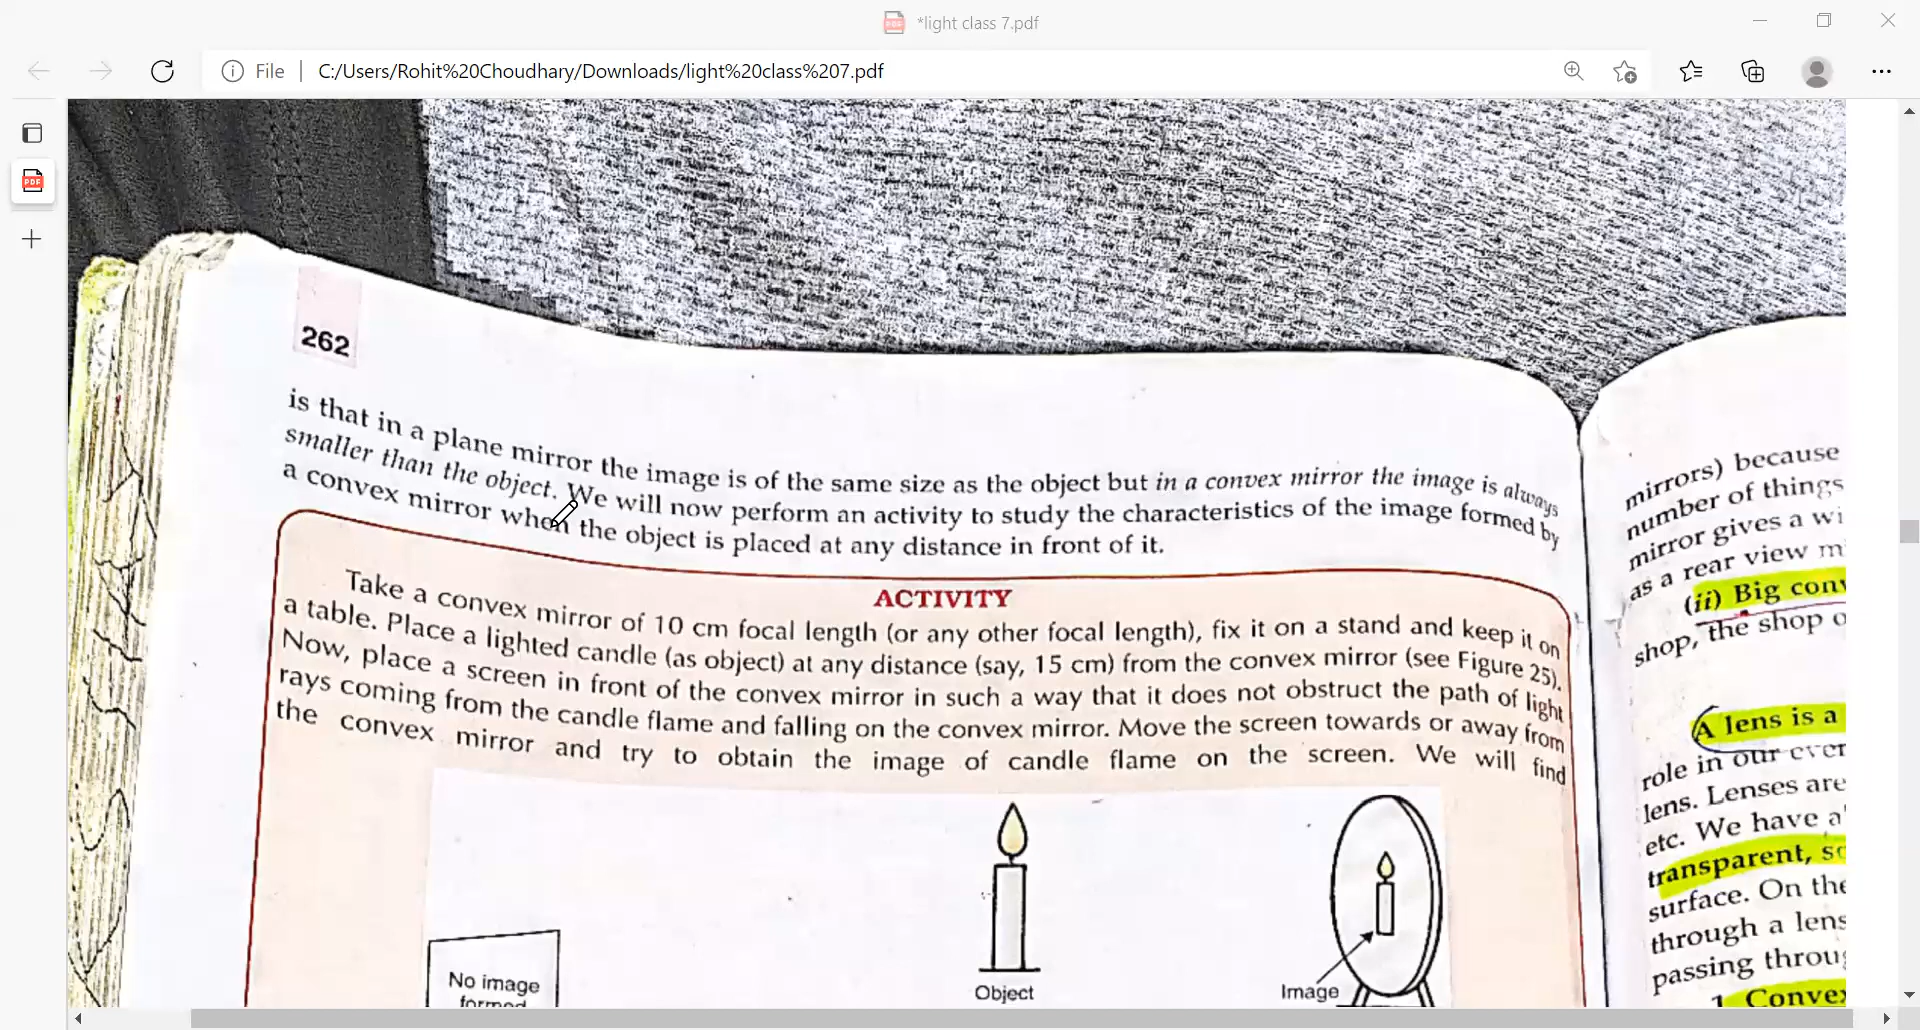 *light class 7.pdf
File | C:/Users/Rohit%20Choudhary/Downloads/light%20class%207.pdf
262
is that in a plane mirror the image is of the same size as the object but in a convex mirror the image is always
smaller than the object. We will now perform an activity to study the characteristics of the image formed by
a convex mirror when the object is placed at any distance in front of it.
ACTIVITY
Take a convex mirror of 10 cm focal length (or any other focal length), fix it on a stand and keep it on
a table. Place a lighted candle (as object) at any distance (say, 15 cm) from the convex mirror (see Figure 25).
Now, place a screen in front of the convex mirror in such a way that it does not obstruct the path of light
rays coming from the candle flame and falling on the convex mirror. Move the screen towards or away from
the convex mirror and try to obtain the image of candle flame on the screen. We will find
No image
formed
Object
Image
mirrors) because
number of things
mirror gives a wi
as a rear view m
(ii) Big conv
shop, the shop o
A lens is a
role in our ever
lens. Lenses are
etc. We have a
transparent, so
surface. On the
through a lens
passing throug
1. Convex